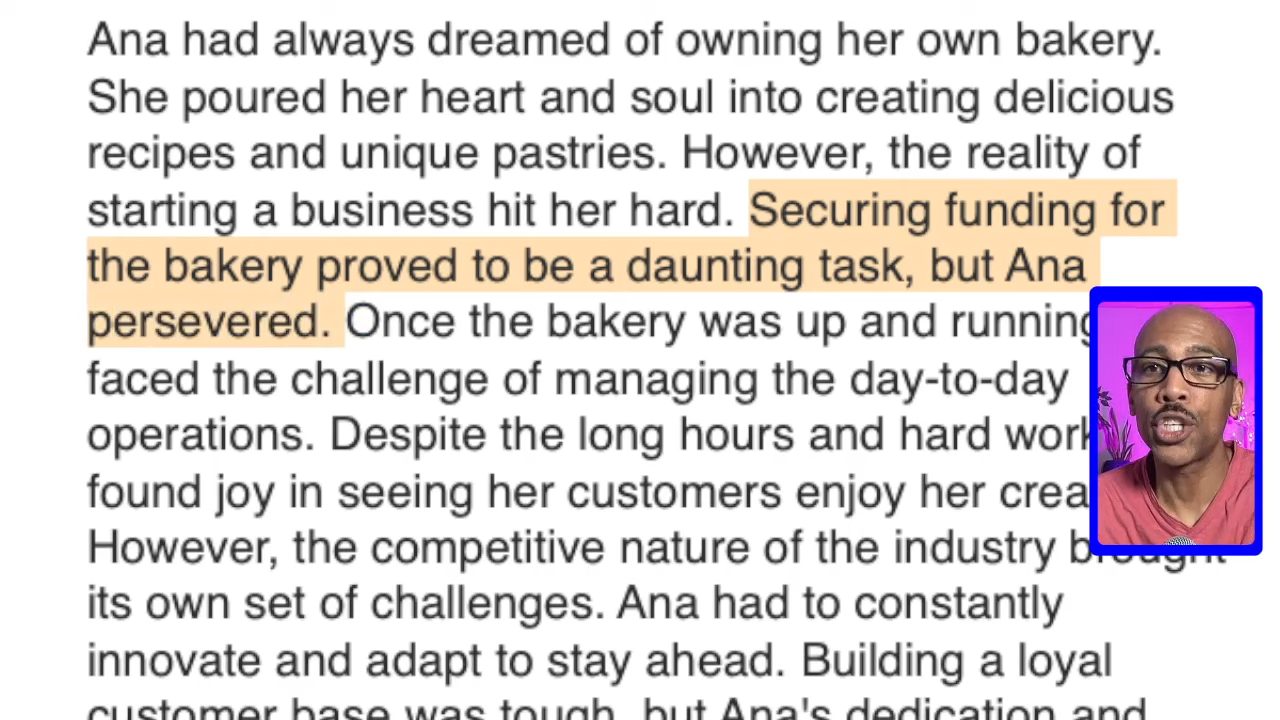 Ana had always dreamed of owning her own bakery.
She poured her heart and soul into creating delicious
recipes and unique pastries. However, the reality of
starting a business hit her hard. Securing funding for
the bakery proved to be a daunting task, but Ana
persevered. Once the bakery was up and running
faced the challenge of managing the day-to-day
operations. Despite the long hours and hard work
found joy in seeing her customers enjoy her crea
However, the competitive nature of the industry brought
its own set of challenges. Ana had to constantly
innovate and adapt to stay ahead. Building a loyal
customer base was tough, but Ana's dedication and